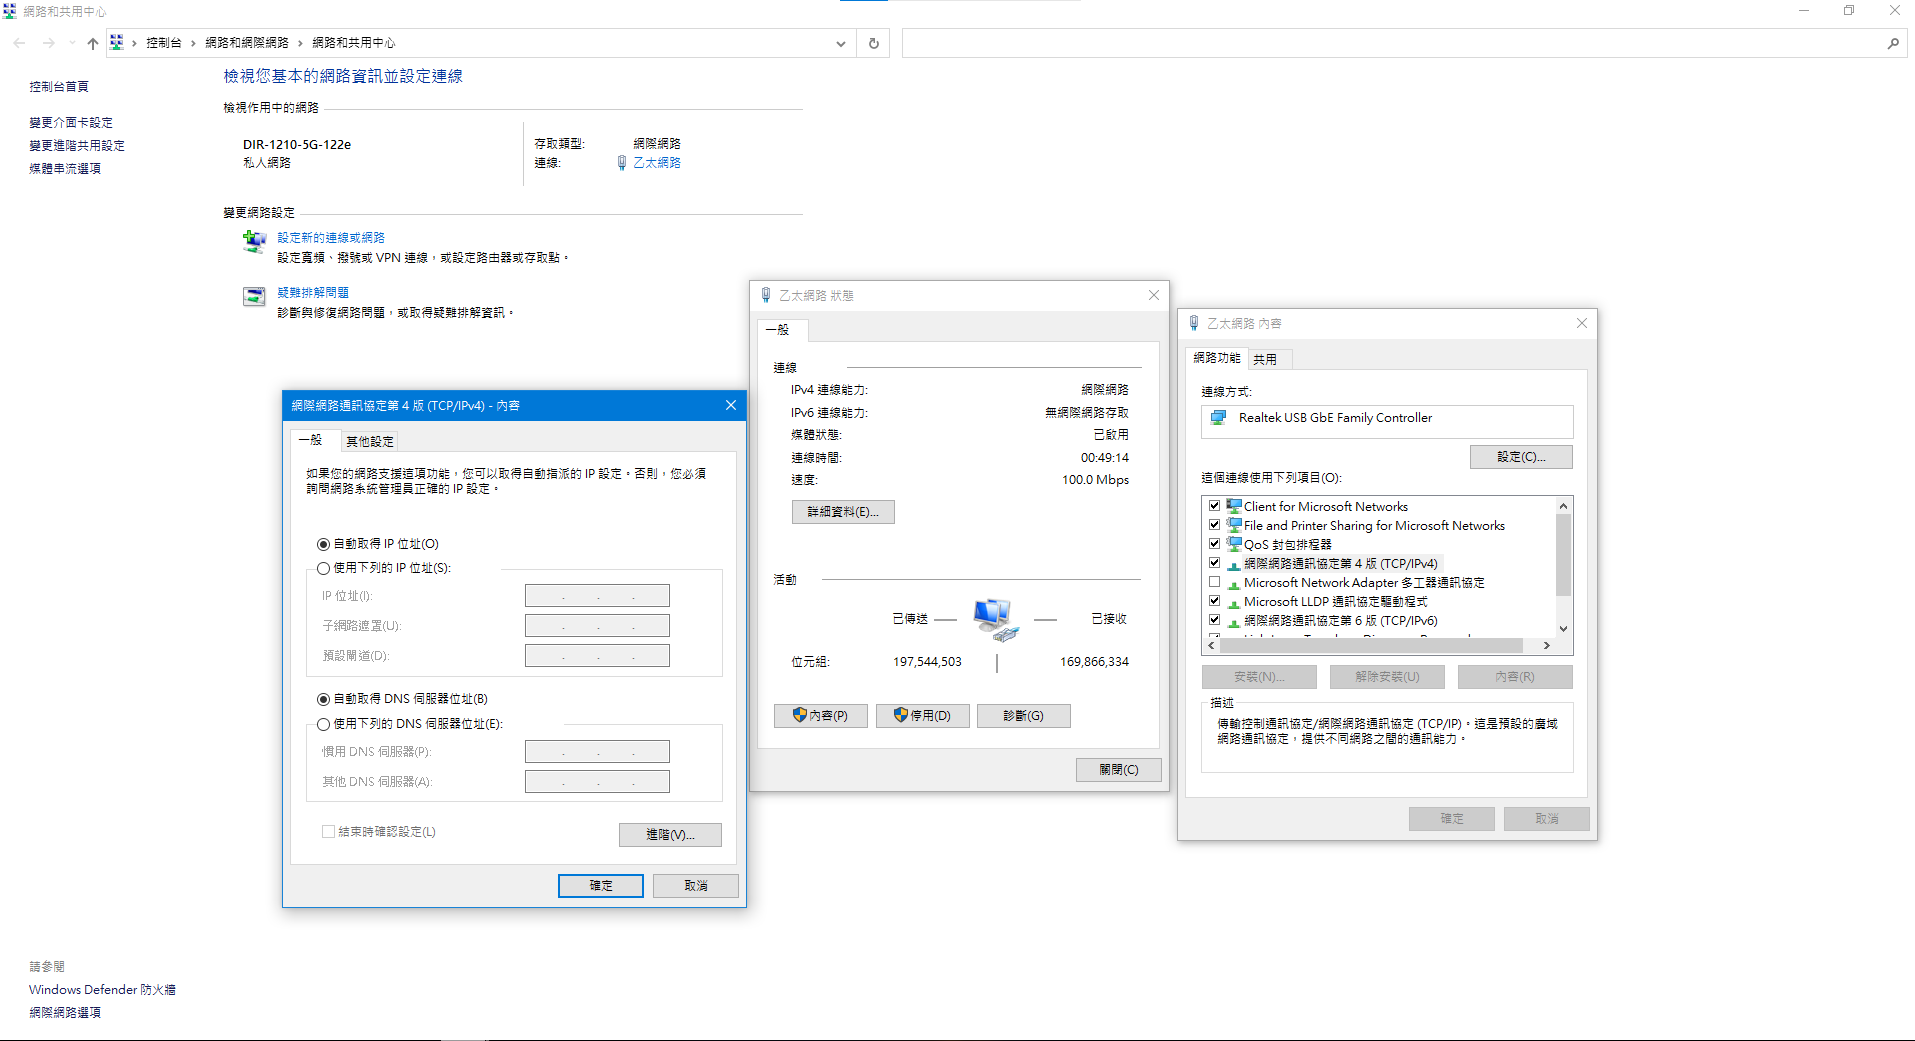 網路和共用中心
控制台 網路和網際網路 網路和共用中心
控制台首頁
變更介面卡設定
變更進階共用設定
媒體串流選項
檢視您基本的網路資訊並設定連線
檢視作用中的網路
DIR-1210-5G-122e
私人網路
存取類型: 網際網路
連線: 乙太網路
變更網路設定
設定新的連線或網路
設定寬頻、撥號或 VPN 連線，或設定路由器或存取點。
疑難排解問題
診斷與修復網路問題，或取得疑難排解資訊。
請參閱
Windows Defender 防火牆
網際網路選項
網際網路通訊協定第 4 版 (TCP/IPv4) - 內容
一般 其他設定
如果您的網路支援這項功能，您可以取得自動指派的 IP 設定。否則，您必須
詢問網路系統管理員正確的 IP 設定。
自動取得 IP 位址(O)
使用下列的 IP 位址(S):
IP 位址(I):
子網路遮罩(U):
預設閘道(D):
自動取得 DNS 伺服器位址(B)
使用下列的 DNS 伺服器位址(E):
慣用 DNS 伺服器(P):
其他 DNS 伺服器(A):
結束時確認設定(L)
進階(V)...
確定 取消
乙太網路 狀態
一般
連線
IPv4 連線能力: 網際網路
IPv6 連線能力: 無網際網路存取
媒體狀態: 已啟用
連線時間: 00:49:14
速度: 100.0 Mbps
詳細資料(E)...
活動
已傳送 已接收
位元組: 197,544,503 169,866,334
內容(P) 停用(D) 診斷(G)
關閉(C)
乙太網路 內容
網路功能 共用
連線方式:
Realtek USB GbE Family Controller
設定(C)...
這個連線使用下列項目(O):
Client for Microsoft Networks
File and Printer Sharing for Microsoft Networks
QoS 封包排程器
網際網路通訊協定第 4 版 (TCP/IPv4)
Microsoft Network Adapter 多工器通訊協定
Microsoft LLDP 通訊協定驅動程式
網際網路通訊協定第 6 版 (TCP/IPv6)
安裝(N)... 解除安裝(U) 內容(R)
描述
傳輸控制通訊協定/網際網路通訊協定 (TCP/IP)。這是預設的廣域
網路通訊協定，提供不同網路之間的通訊能力。
確定 取消